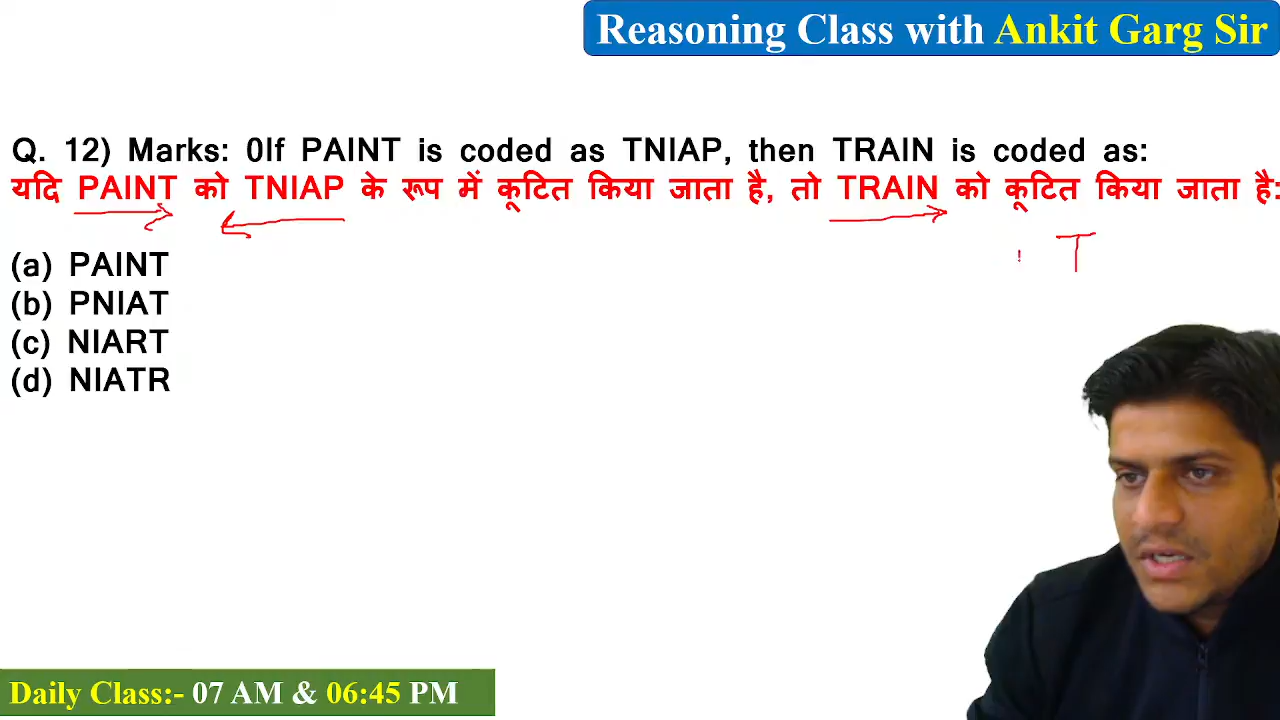 Reasoning Class with Ankit Garg Sir
Q. 12) Marks: 0If PAINT is coded as TNIAP, then TRAIN is coded as:
यदि PAINT को TNIAP के रूप में कूटित किया जाता है, तो TRAIN को कूटित किया जाता है:
T
(a) PAINT
(b) PNIAT
(c) NIART
(d) NIATR
Daily Class:- 07 AM & 06:45 PM